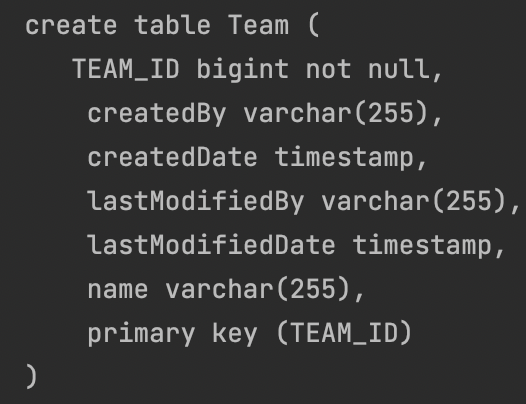 create table Team (
TEAM_ID bigint not null,
createdBy varchar(255),
createdDate timestamp,
lastModifiedBy varchar(255),
lastModifiedDate timestamp,
name varchar(255),
primary key (TEAM_ID)
)